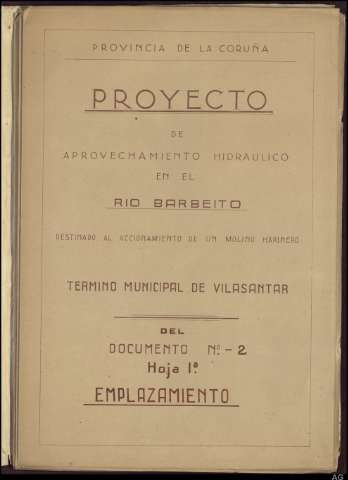 PROVINCIA DE LA CORUÑA
PROYECTO
DE
APROVECHAMIENTO HIDRAULICO
EN EL
RIO BARBEITO
DESTINADO AL ACCIONAMIENTO DE UN MOLINO HARINERO
TERMINO MUNICIPAL DE VILASANTAR
DEL
DOCUMENTO Nº - 2
Hoja 1ª
EMPLAZAMIENTO
AG